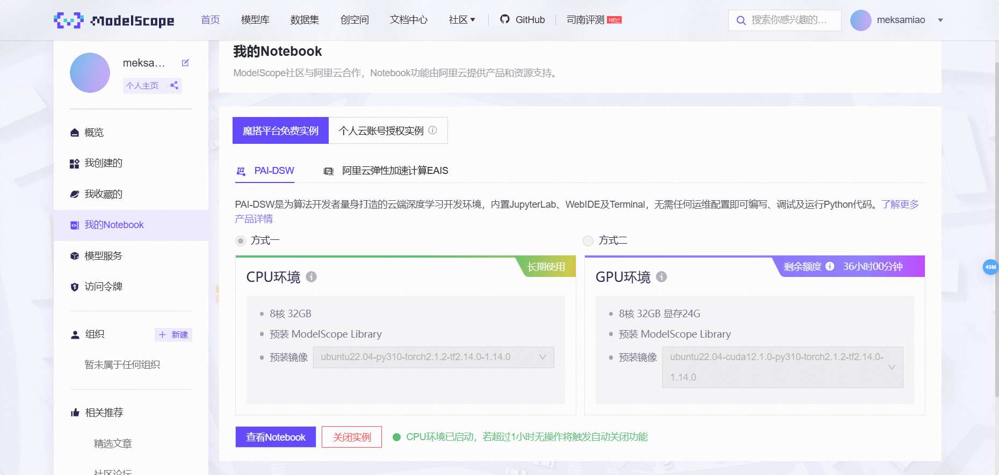 ModelScope
首页
模型库
数据集
创空间
文档中心
社区
GitHub
司南评测 NEW
搜索你感兴趣的...
meksamiao
meksa...
个人主页
概览
我创建的
我收藏的
我的Notebook
模型服务
访问令牌
组织
新建
暂未属于任何组织
相关推荐
精选文章
社区论坛
我的Notebook
ModelScope社区与阿里云合作，Notebook功能由阿里云提供产品和资源支持。
魔搭平台免费实例
个人云账号授权实例
PAI-DSW
阿里云弹性加速计算EAIS
PAI-DSW是为算法开发者量身打造的云端深度学习开发环境，内置JupyterLab、WebIDE及Terminal，无需任何运维配置即可编写、调试及运行Python代码。了解更多
产品详情
方式一
长期使用
CPU环境
8核 32GB
预装 ModelScope Library
预装镜像
ubuntu22.04-py310-torch2.1.2-tf2.14.0-1.14.0
方式二
剩余额度 36小时00分钟
GPU环境
8核 32GB 显存24G
预装 ModelScope Library
预装镜像
ubuntu22.04-cuda12.1.0-py310-torch2.1.2-tf2.14.0-
1.14.0
查看Notebook
关闭实例
CPU环境已启动，若超过1小时无操作将触发自动关闭功能
45M